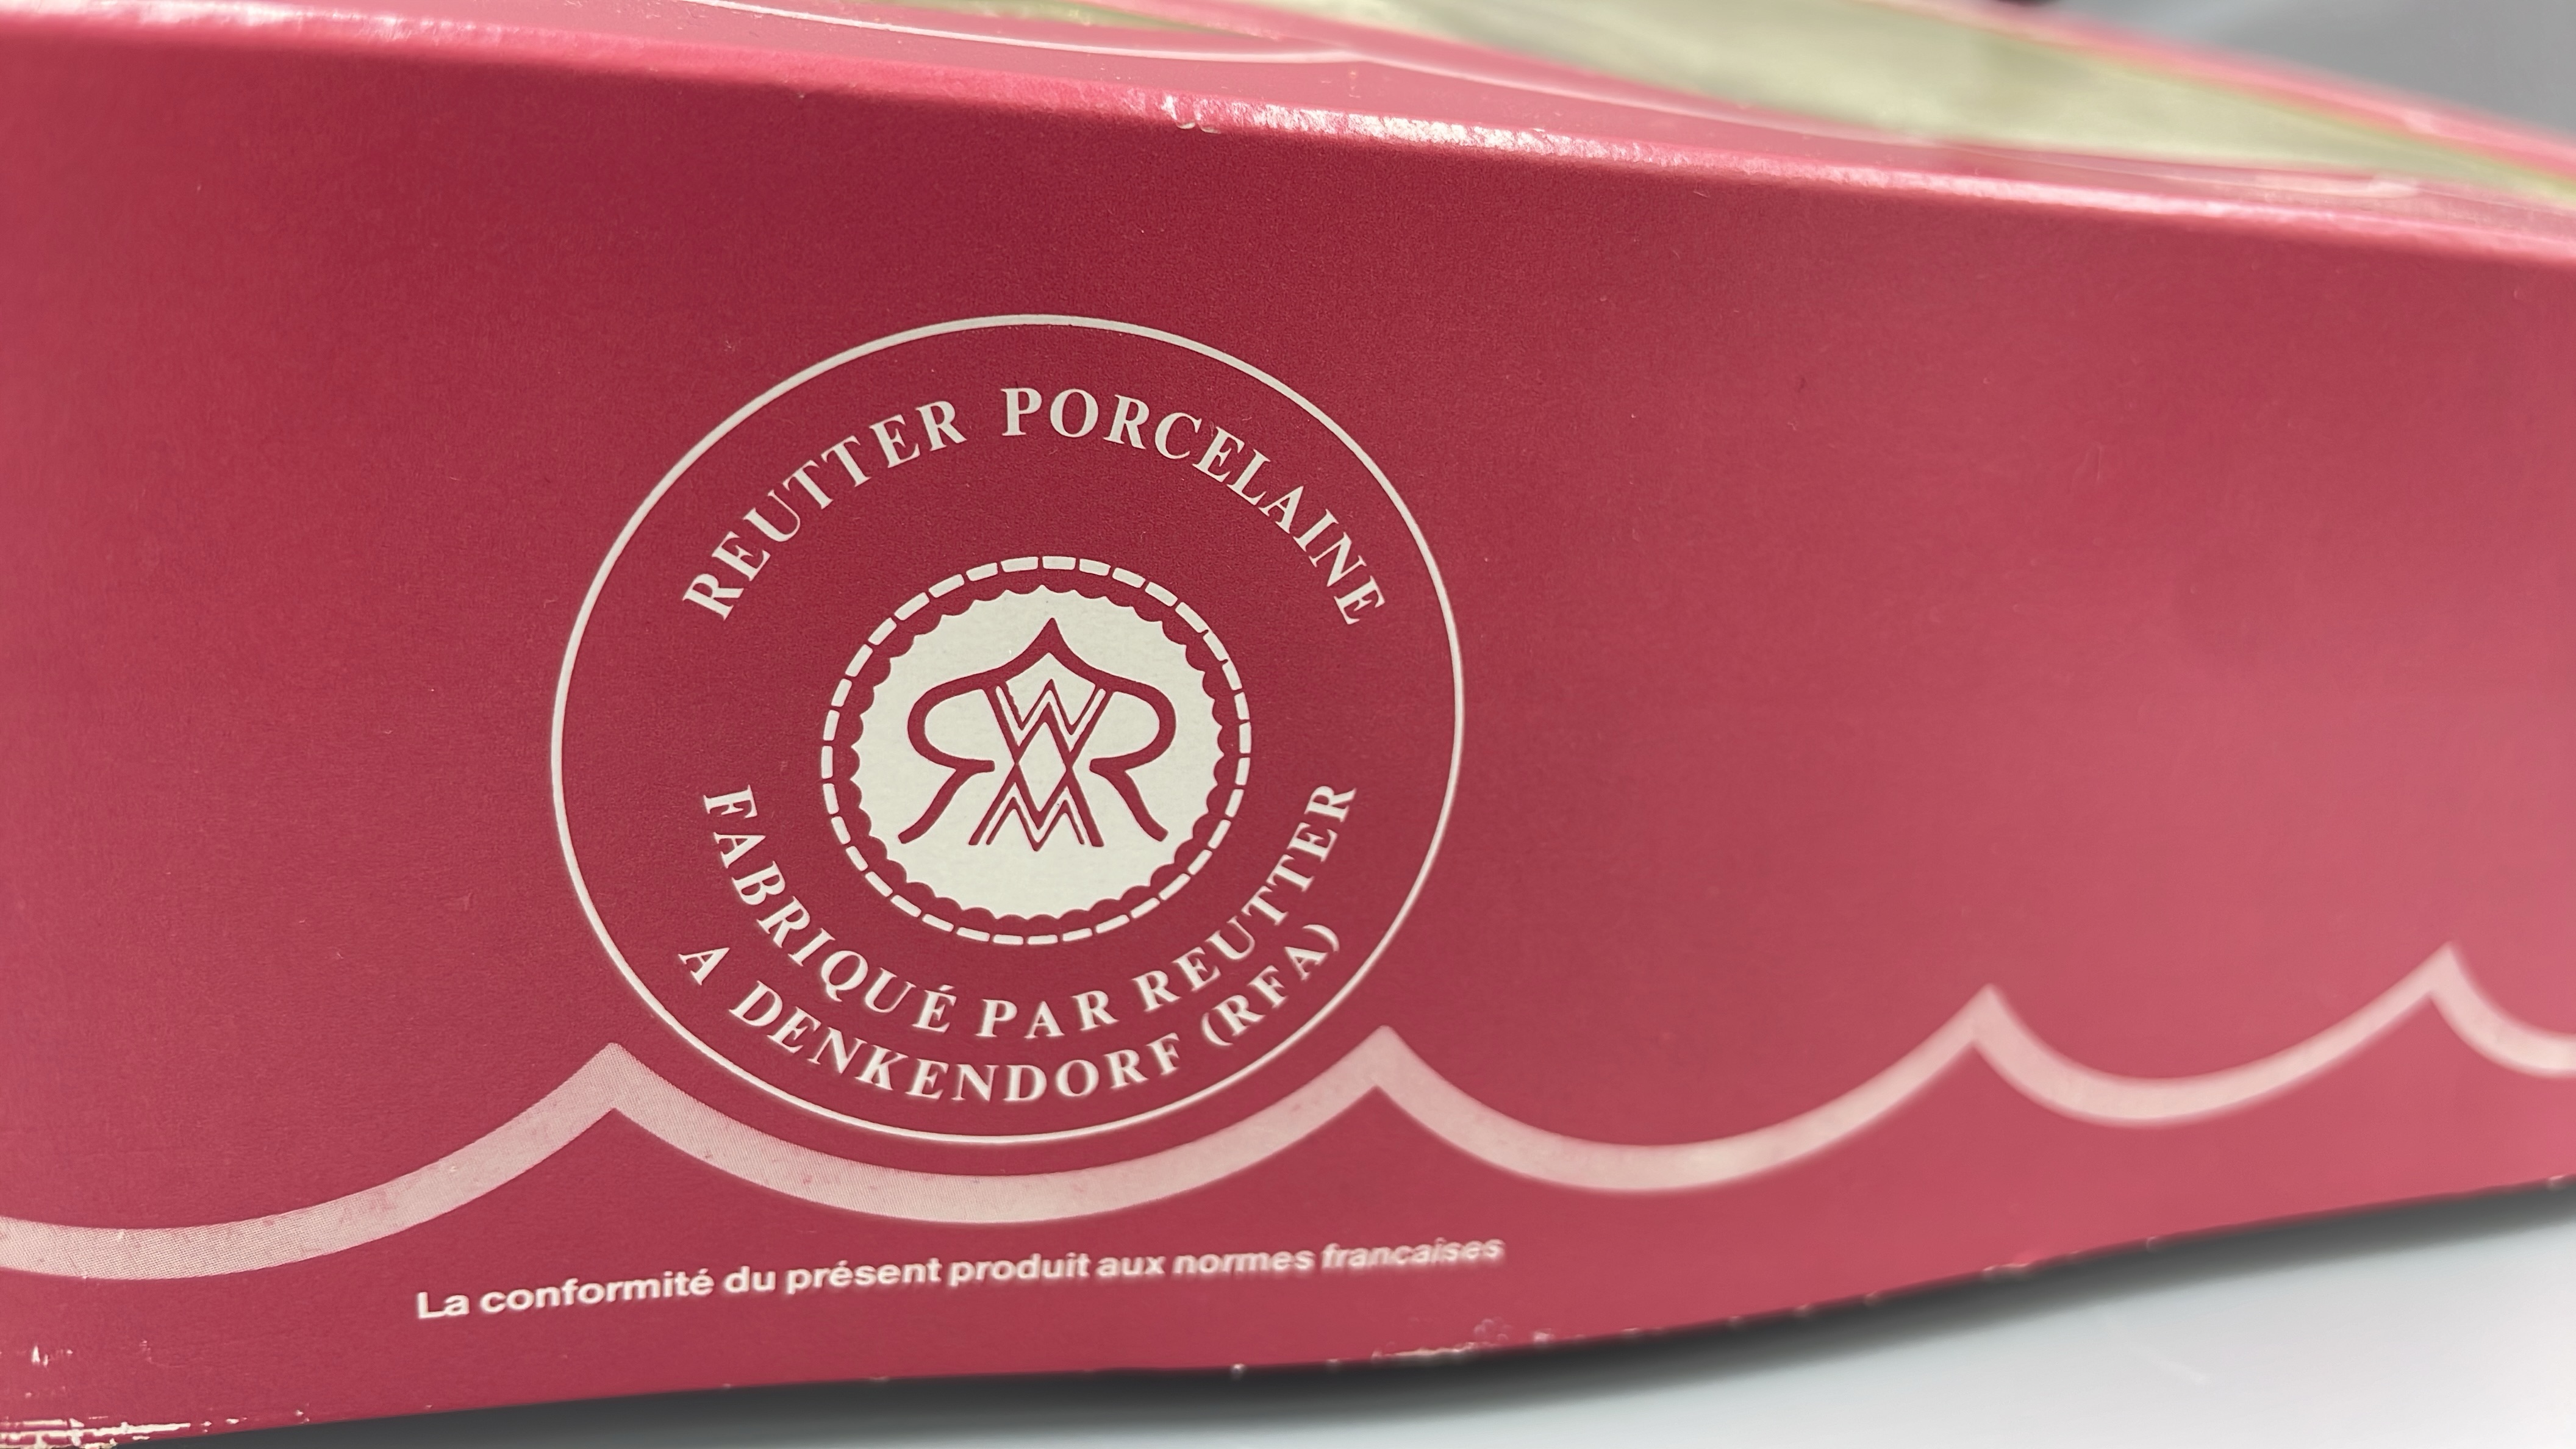 REUTTER PORCELAINE
FABRIQUÉ PAR REUTTER
A DENKENDORF (RFA)
La conformité du présent produit aux normes francaises